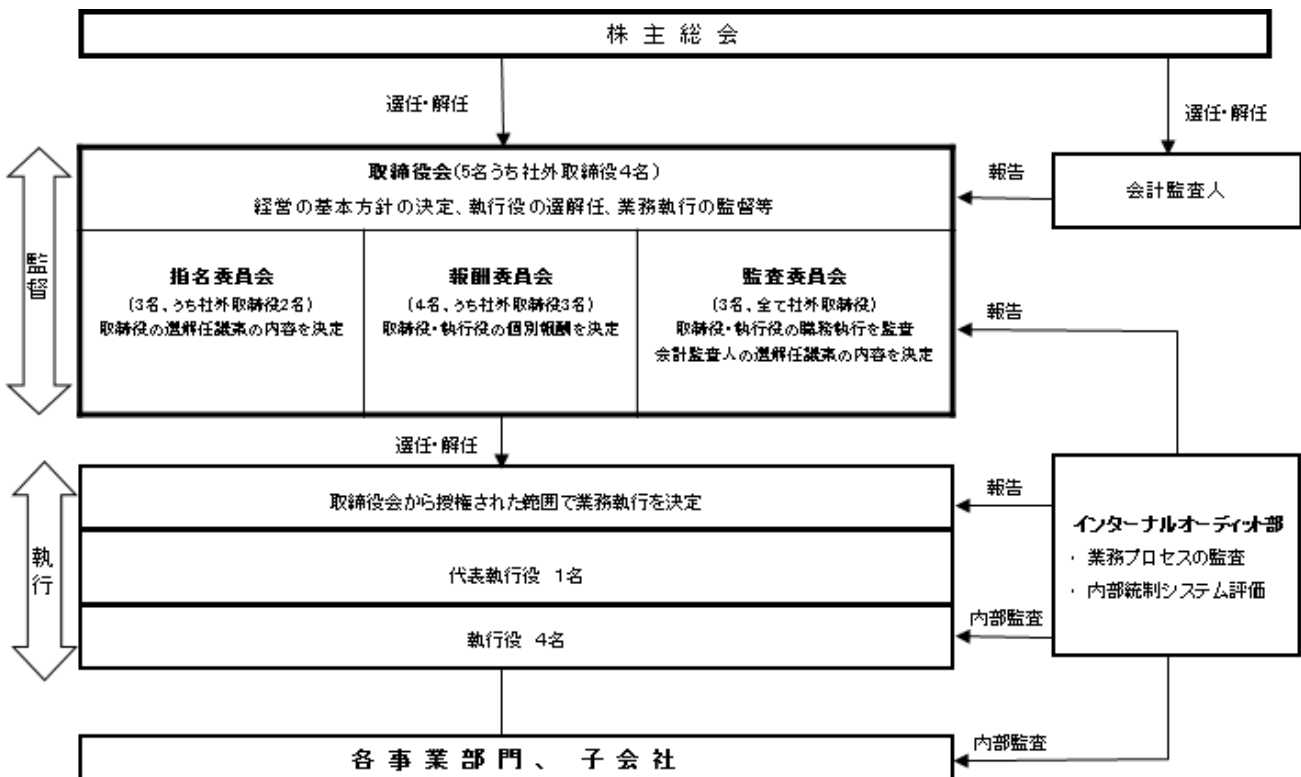 株主総会
選任・解任
選任・解任
取締役会(5名うち社外取締役4名)
経営の基本方針の決定、執行役の選解任、業務執行の監督等
報告
会計監査人
監督
指名委員会
(3名、うち社外取締役2名)
取締役の選解任議案の内容を決定
報酬委員会
(4名、うち社外取締役3名)
取締役・執行役の個別報酬を決定
監査委員会
(3名、全て社外取締役)
取締役・執行役の職務執行を監査
会計監査人の選解任議案の内容を決定
報告
選任・解任
執行
取締役会から授権された範囲で業務執行を決定
報告
代表執行役 1名
執行役 4名
内部監査
インターナルオーディット部
・ 業務プロセスの監査
・ 内部統制システム評価
各事業部門、子会社
内部監査